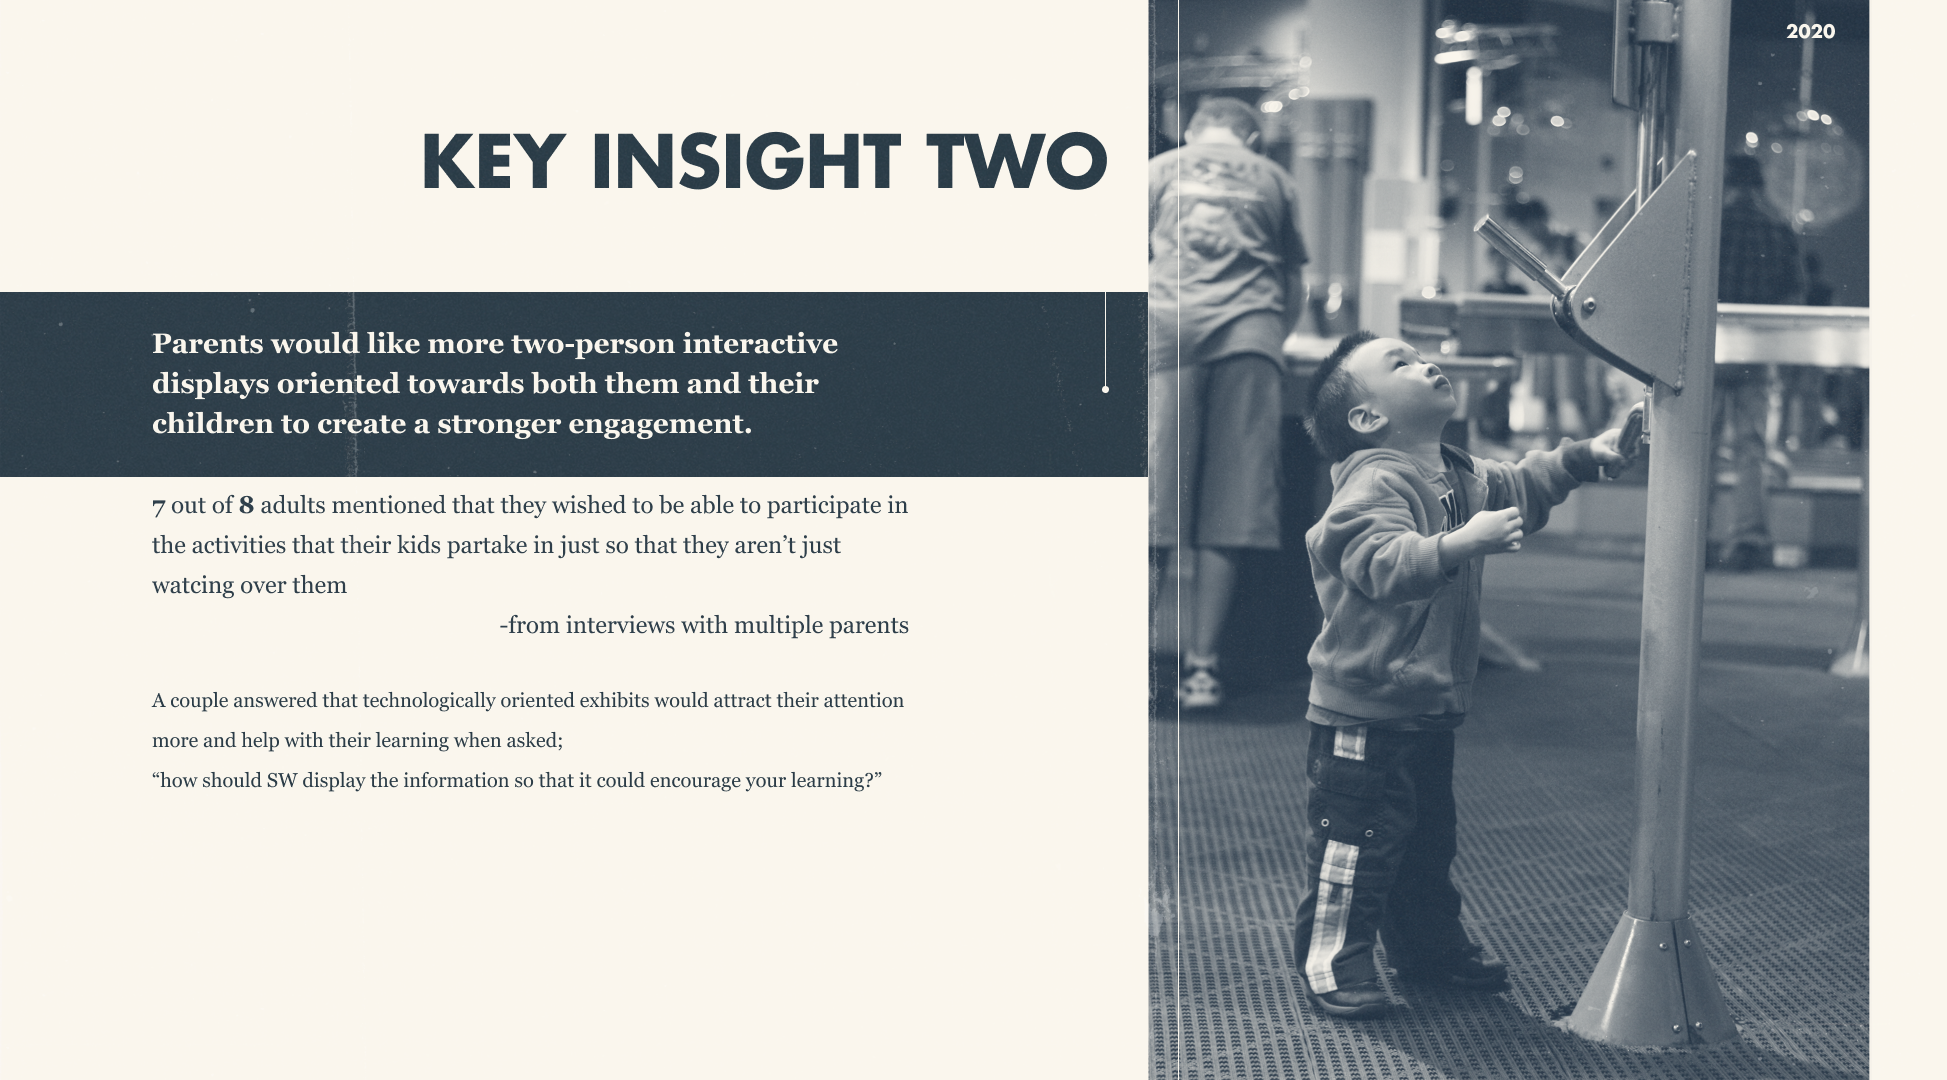 2020
KEY INSIGHT TWO
Parents would like more two-person interactive
displays oriented towards both them and their
children to create a stronger engagement.
7 out of 8 adults mentioned that they wished to be able to participate in
the activities that their kids partake in just so that they aren’t just
watcing over them
-from interviews with multiple parents
A couple answered that technologically oriented exhibits would attract their attention
more and help with their learning when asked;
“how should SW display the information so that it could encourage your learning?”